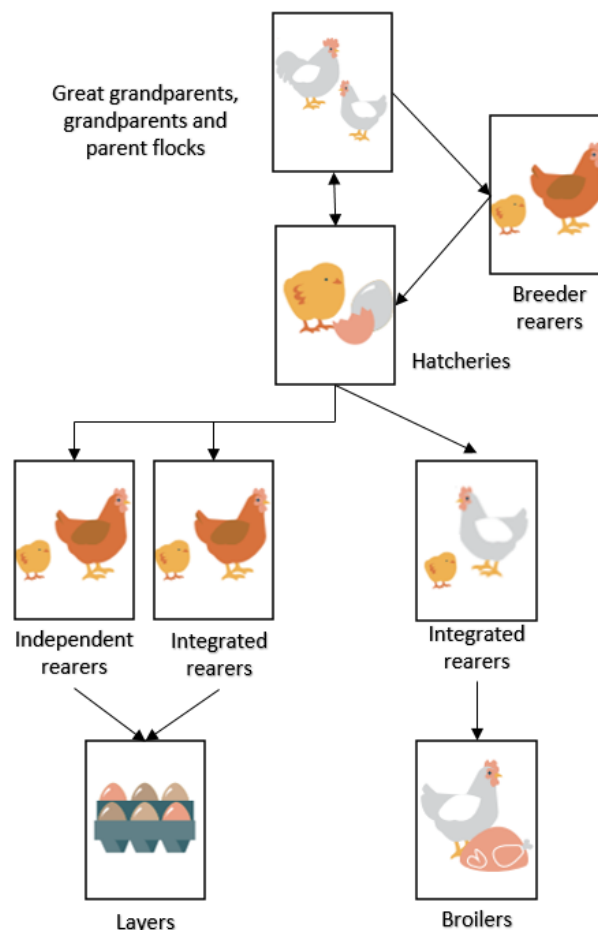 Great grandparents,
grandparents and
parent flocks
Breeder
rearers
Hatcheries
Independent
rearers
Integrated
rearers
Integrated
rearers
Layers
Broilers